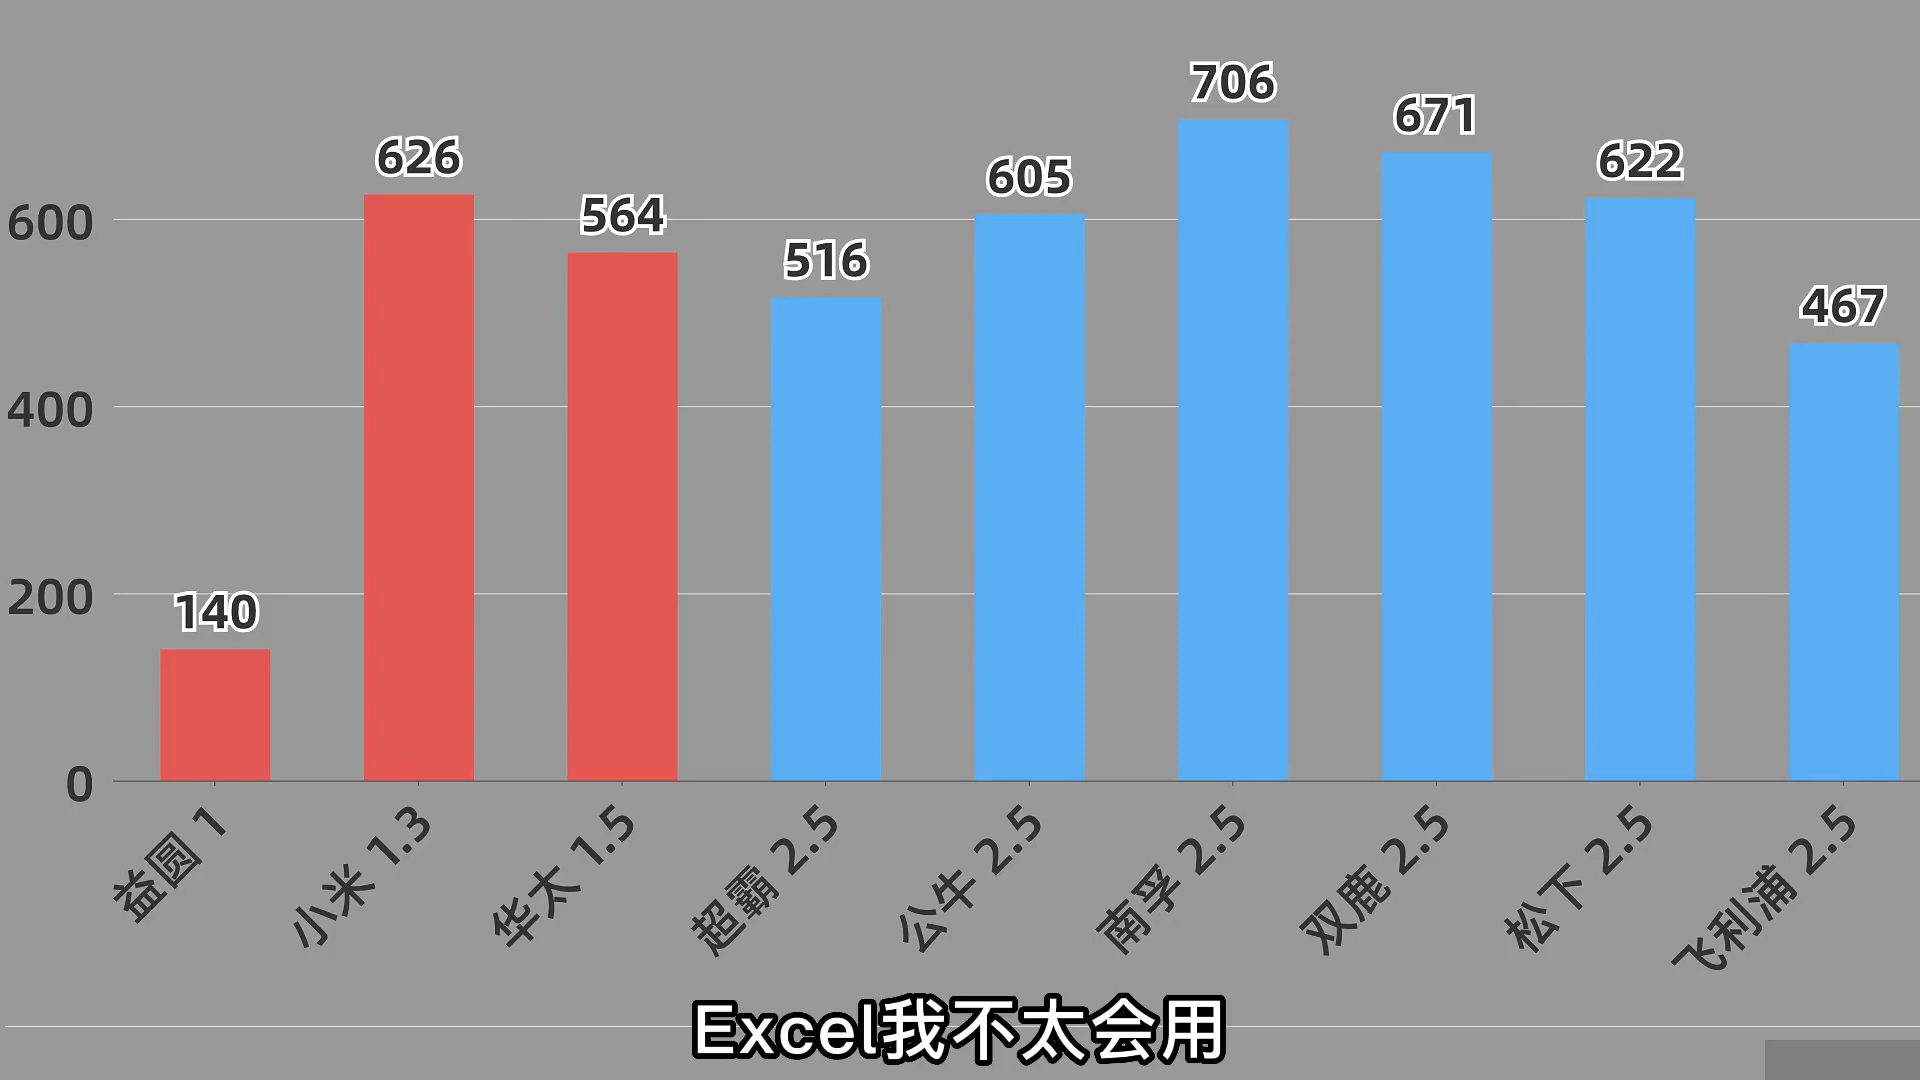 706
671
626
622
605
600
564
516
467
400
200
140
0
益圆 1
小米 1.3
华太 1.5
超霸 2.5
公牛 2.5
南孚 2.5
双鹿 2.5
松下 2.5
飞利浦 2.5
Excel我不太会用